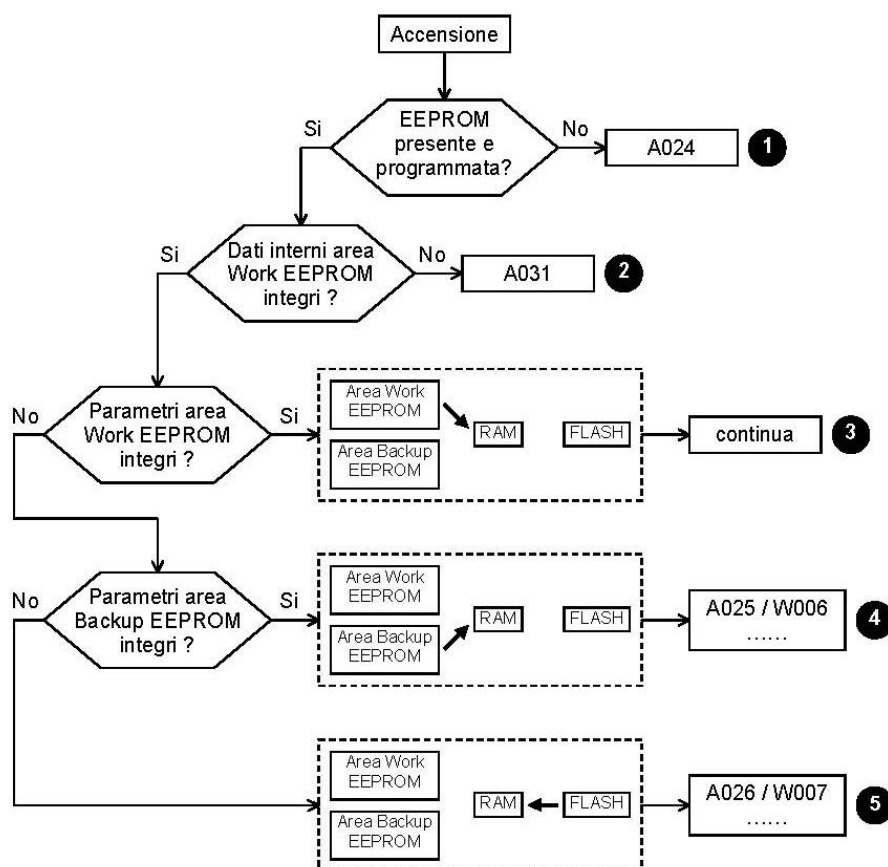 Accensione
EEPROM
presente e
programmata?
Si
No
A024
1
Dati interni area
Work EEPROM
integri ?
Si
No
A031
2
Parametri area
Work EEPROM
integri ?
No
Si
Area Work
EEPROM
Area Backup
EEPROM
RAM
FLASH
continua
3
Parametri area
Backup EEPROM
integri ?
No
Si
Area Work
EEPROM
Area Backup
EEPROM
RAM
FLASH
A025 / W006
......
4
Area Work
EEPROM
Area Backup
EEPROM
RAM
FLASH
A026 / W007
......
5